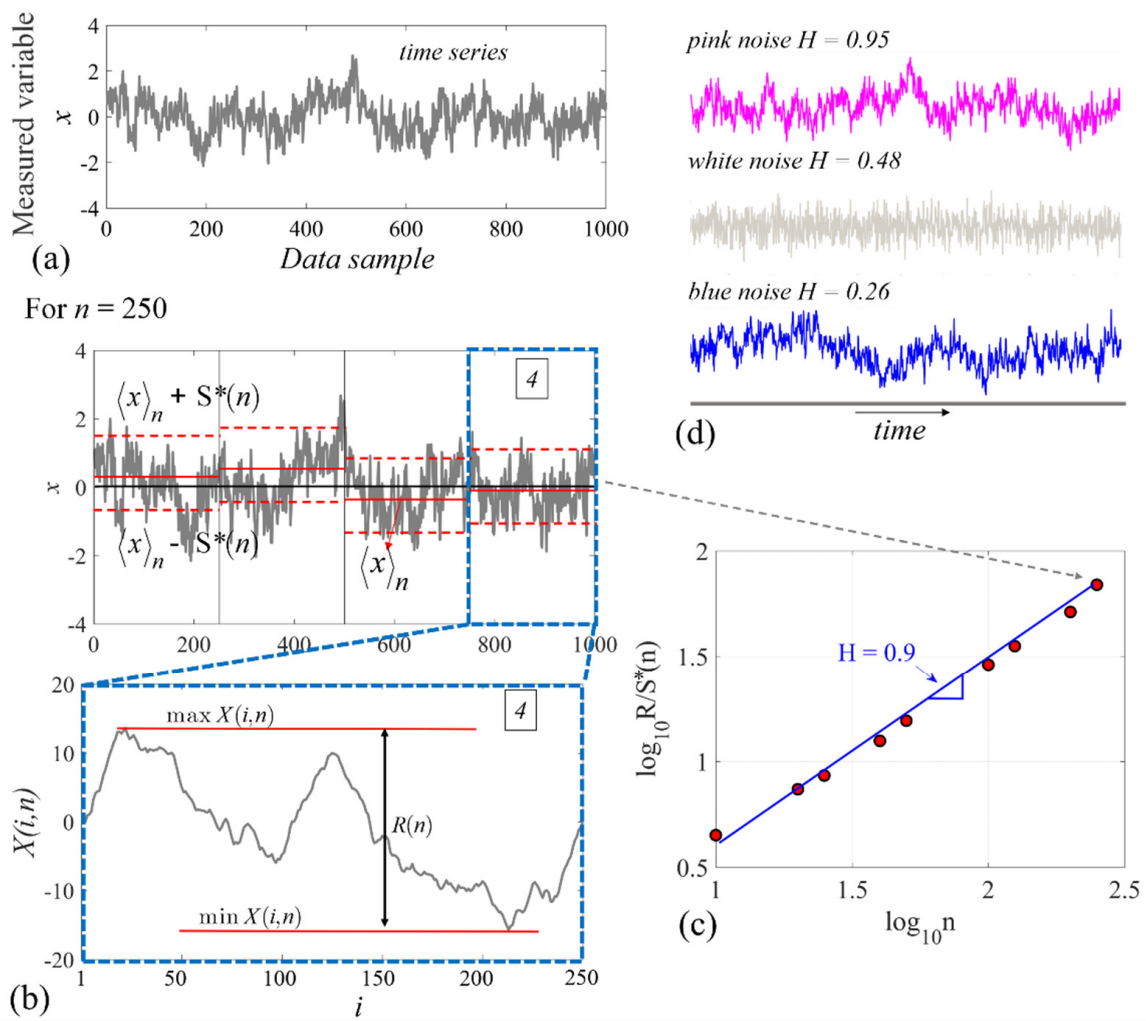 4
2
0
-2
-4
Measured variable
x
time series
0
200
400
600
800
1000
Data sample
(a)
pink noise H = 0.95
white noise H = 0.48
blue noise H = 0.26
time
(d)
For n = 250
4
2
0
-2
-4
x
⟨x⟩n + S*(n)
⟨x⟩n - S*(n)
⟨x⟩n
4
0
200
400
600
800
1000
20
10
0
-10
-20
X(i,n)
max X(i,n)
4
R(n)
min X(i,n)
1
50
100
150
200
250
i
(b)
2
1.5
1
0.5
log10R/S*(n)
H = 0.9
1
1.5
2
2.5
log10n
(c)